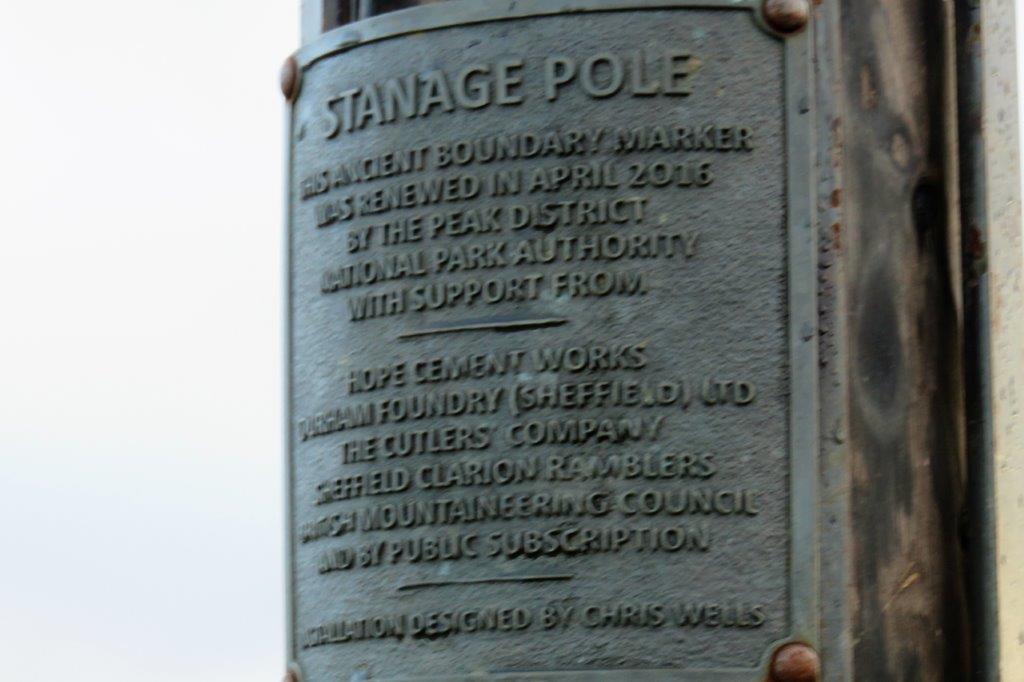 STANAGE POLE
THIS ANCIENT BOUNDARY MARKER
WAS RENEWED IN APRIL 2016
BY THE PEAK DISTRICT
NATIONAL PARK AUTHORITY
WITH SUPPORT FROM
HOPE CEMENT WORKS
DURHAM FOUNDRY (SHEFFIELD) LTD
THE CUTLERS' COMPANY
SHEFFIELD CLARION RAMBLERS
BRITISH MOUNTAINEERING COUNCIL
AND BY PUBLIC SUBSCRIPTION
INSTALLATION DESIGNED BY CHRIS WELLS